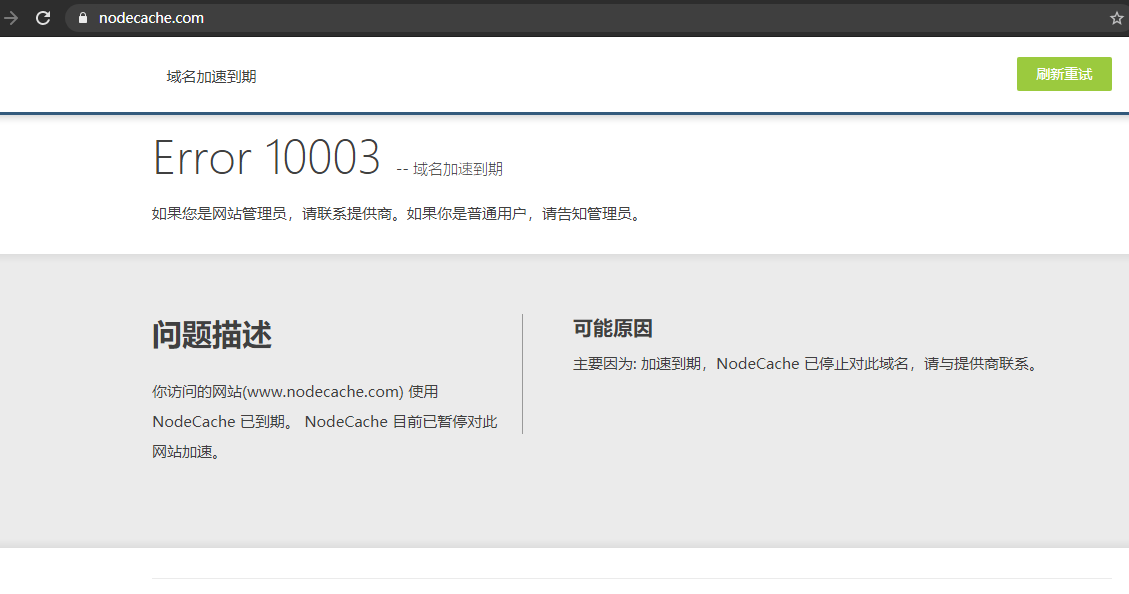 nodecache.com
域名加速到期
刷新重试
Error 10003 -- 域名加速到期
如果您是网站管理员，请联系提供商。如果你是普通用户，请告知管理员。
问题描述
你访问的网站(www.nodecache.com) 使用
NodeCache 已到期。 NodeCache 目前已暂停对此
网站加速。
可能原因
主要因为: 加速到期，NodeCache 已停止对此域名，请与提供商联系。